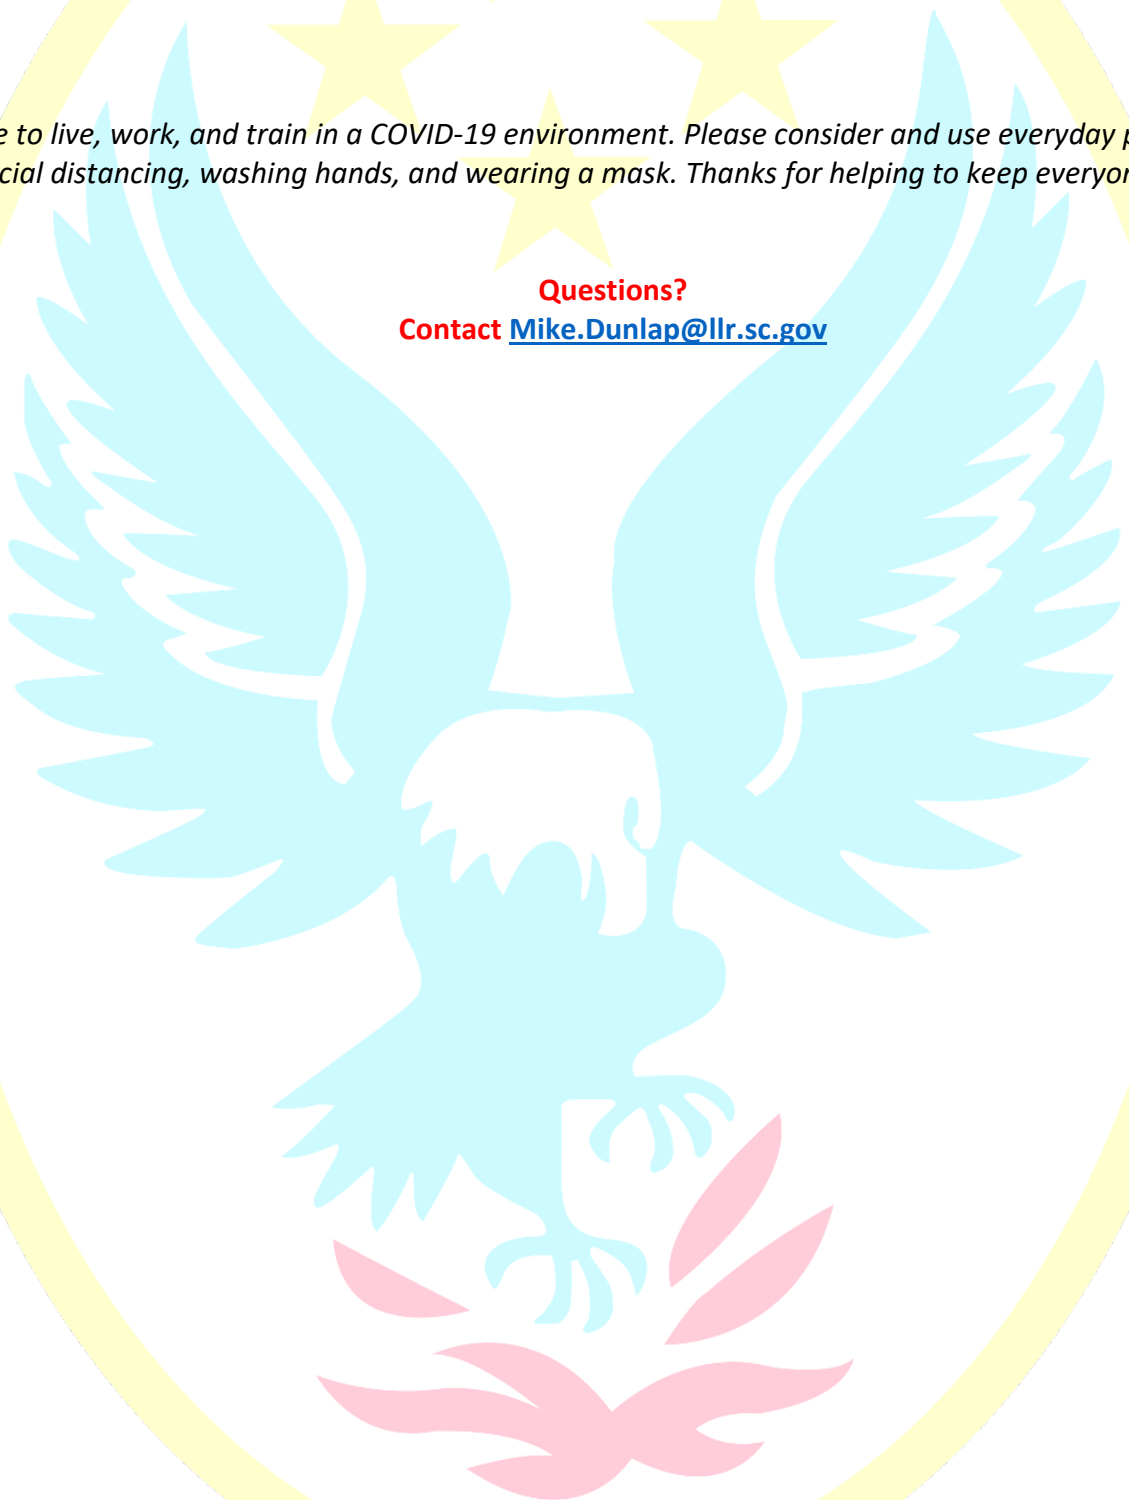 e to live, work, and train in a COVID-19 environment. Please consider and use everyday p
cial distancing, washing hands, and wearing a mask. Thanks for helping to keep everyon
Questions?
Contact Mike.Dunlap@llr.sc.gov